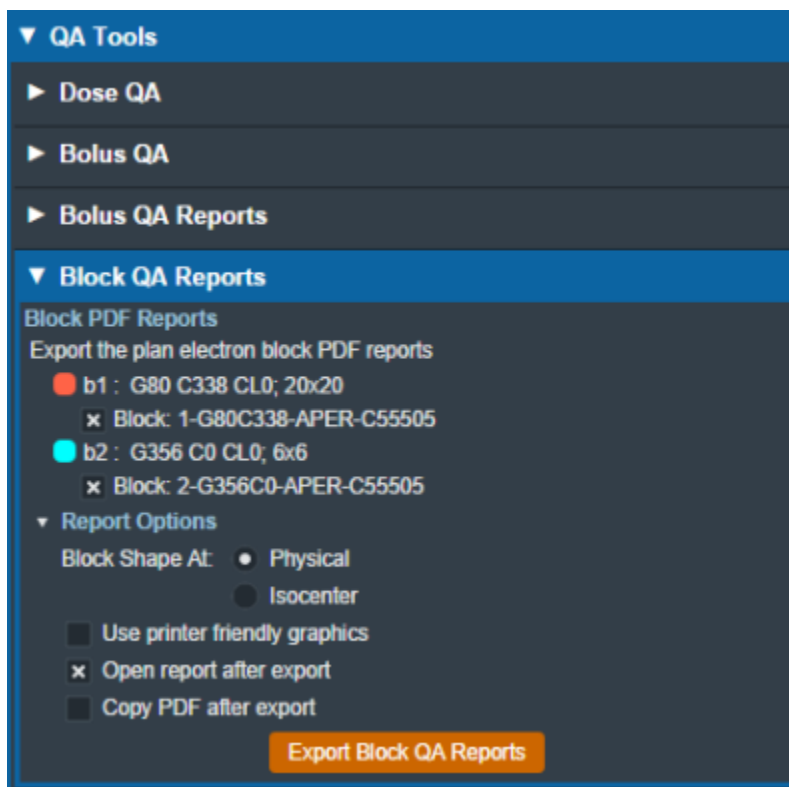 QA Tools
Dose QA
Bolus QA
Bolus QA Reports
Block QA Reports
Block PDF Reports
Export the plan electron block PDF reports
b1 : G80 C338 CL0; 20x20
Block: 1-G80C338-APER-C55505
b2 : G356 C0 CL0; 6x6
Block: 2-G356C0-APER-C55505
Report Options
Block Shape At: Physical
Isocenter
Use printer friendly graphics
Open report after export
Copy PDF after export
Export Block QA Reports